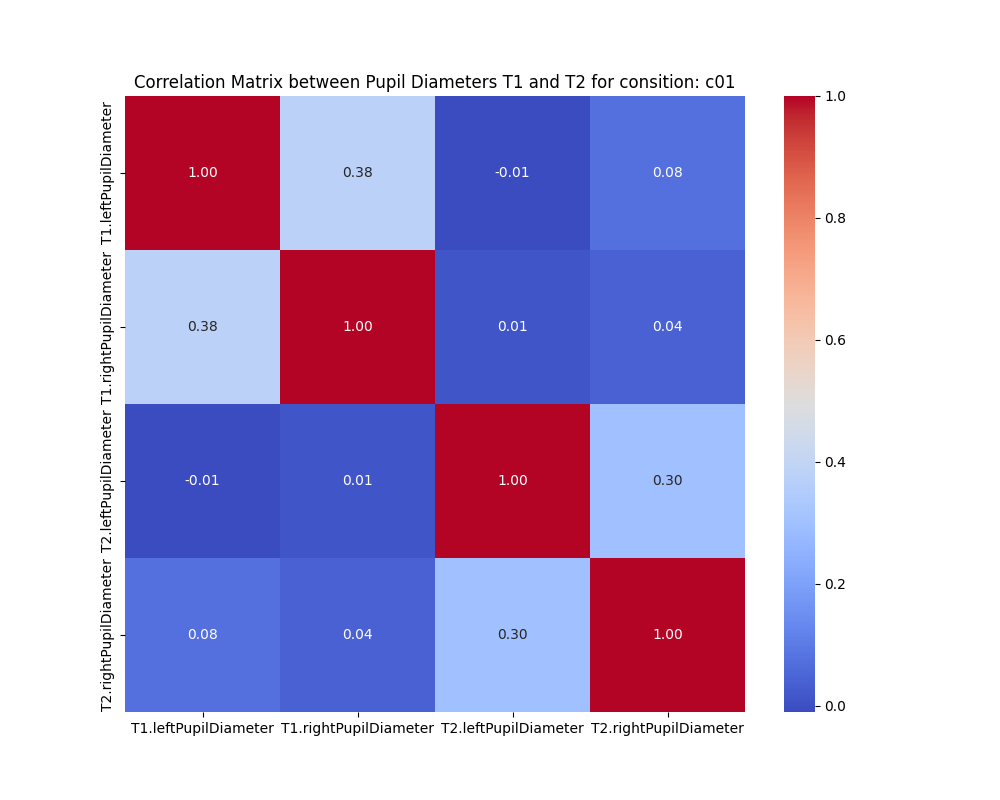 Correlation Matrix between Pupil Diameters T1 and T2 for consition: c01
T1.leftPupilDiameter
1.00 0.38 -0.01 0.08
T1.rightPupilDiameter
0.38 1.00 0.01 0.04
T2.leftPupilDiameter
-0.01 0.01 1.00 0.30
T2.rightPupilDiameter
0.08 0.04 0.30 1.00
T1.leftPupilDiameter T1.rightPupilDiameter T2.leftPupilDiameter T2.rightPupilDiameter
1.0
0.8
0.6
0.4
0.2
0.0